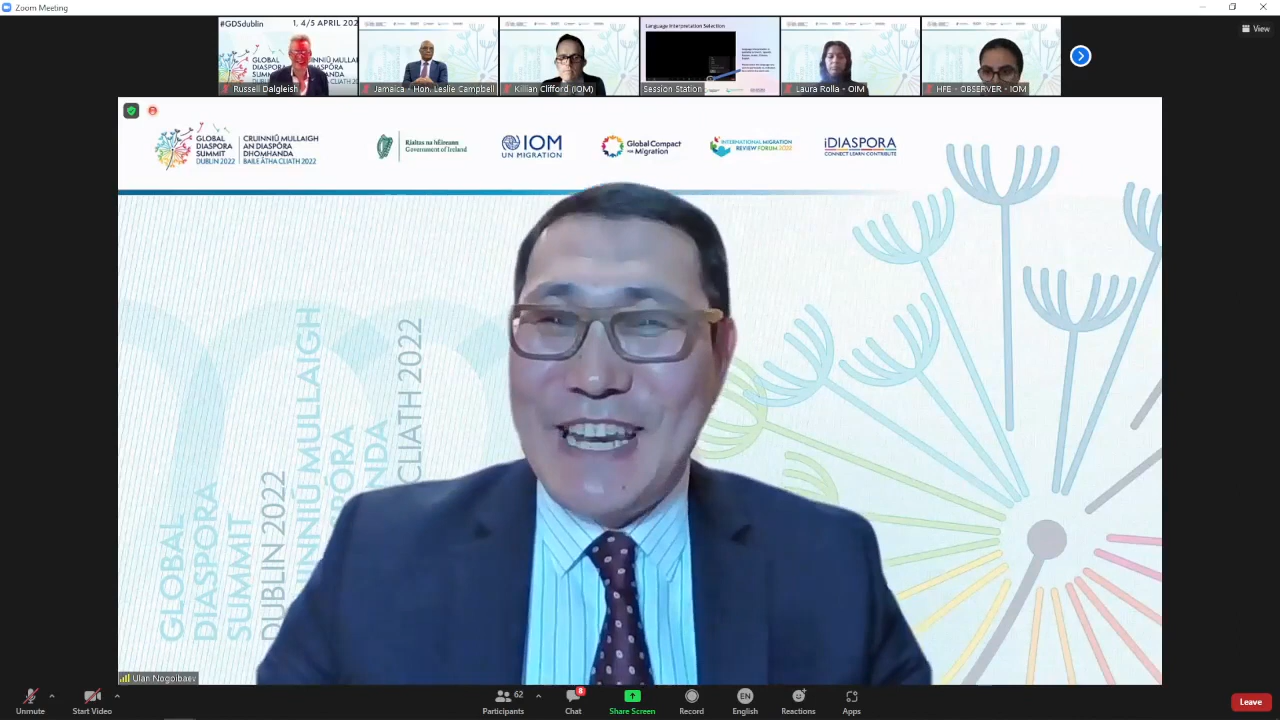 Zoom Meeting
View
#GDSdublin
1, 4/5 APRIL 202
Russell Dalgleish
Jamaica - Hon. Leslie Campbell
Killian Clifford (IOM)
Language Interpretation Selection
Session Station
Laura Rolla - OIM
HFE - OBSERVER - IOM
GLOBAL
DIASPORA
SUMMIT
DUBLIN 2022
CRUINNIÚ MULLAIGH
AN DIASPÓRA
DHOMHANDA
BAILE ÁTHA CLIATH 2022
Rialtas na hÉireann
Government of Ireland
IOM
UN MIGRATION
Global Compact
FOR Migration
INTERNATIONAL MIGRATION
REVIEW FORUM 2022
iDIASPORA
CONNECT LEARN CONTRIBUTE
GLOBAL
DIASPORA
SUMMIT
DUBLIN 2022
INNIÚ MULLAIGH
SPÓRA
ANDA
CLIATH 2022
Ulan Nogoibaev
Unmute
Start Video
62
Participants
8
Chat
Share Screen
Record
EN
English
Reactions
Apps
Leave